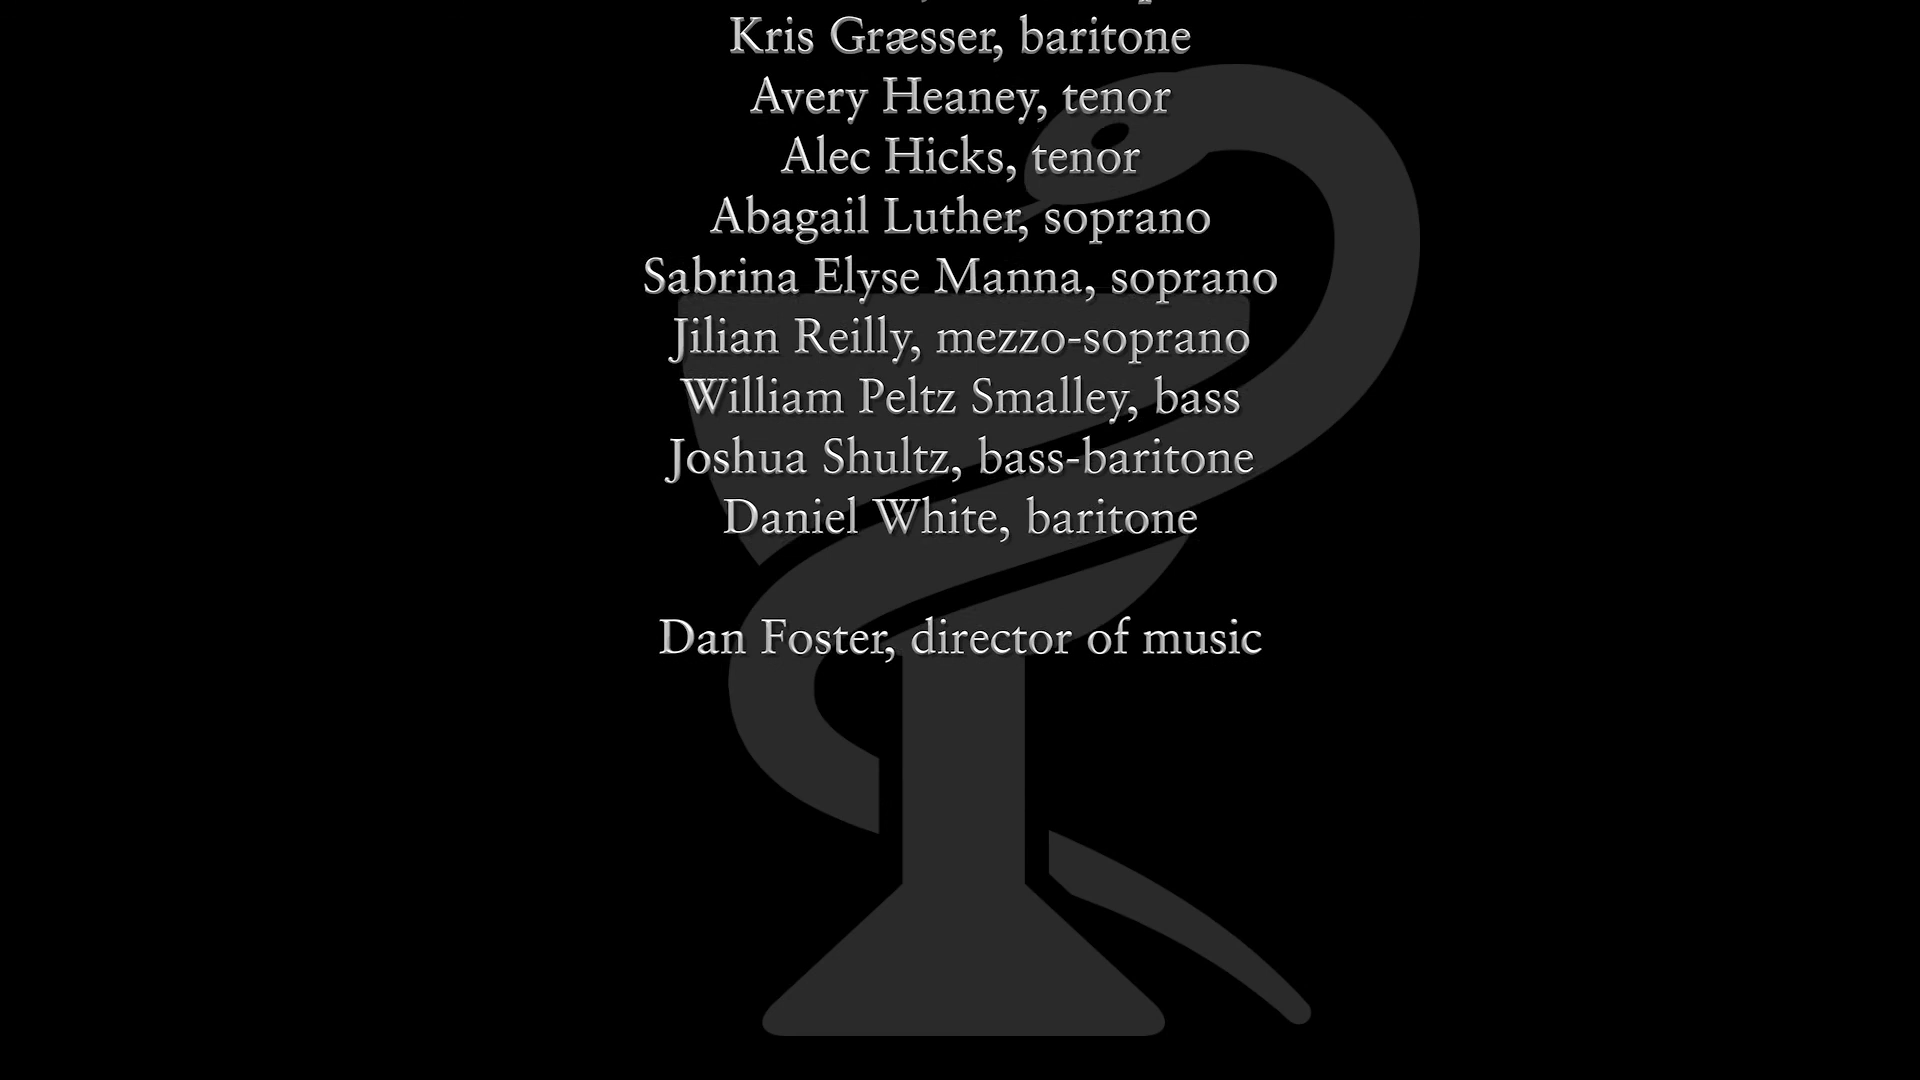 Kris Græsser, baritone
Avery Heaney, tenor
Alec Hicks, tenor
Abagail Luther, soprano
Sabrina Elyse Manna, soprano
Jilian Reilly, mezzo-soprano
William Peltz Smalley, bass
Joshua Shultz, bass-baritone
Daniel White, baritone
Dan Foster, director of music